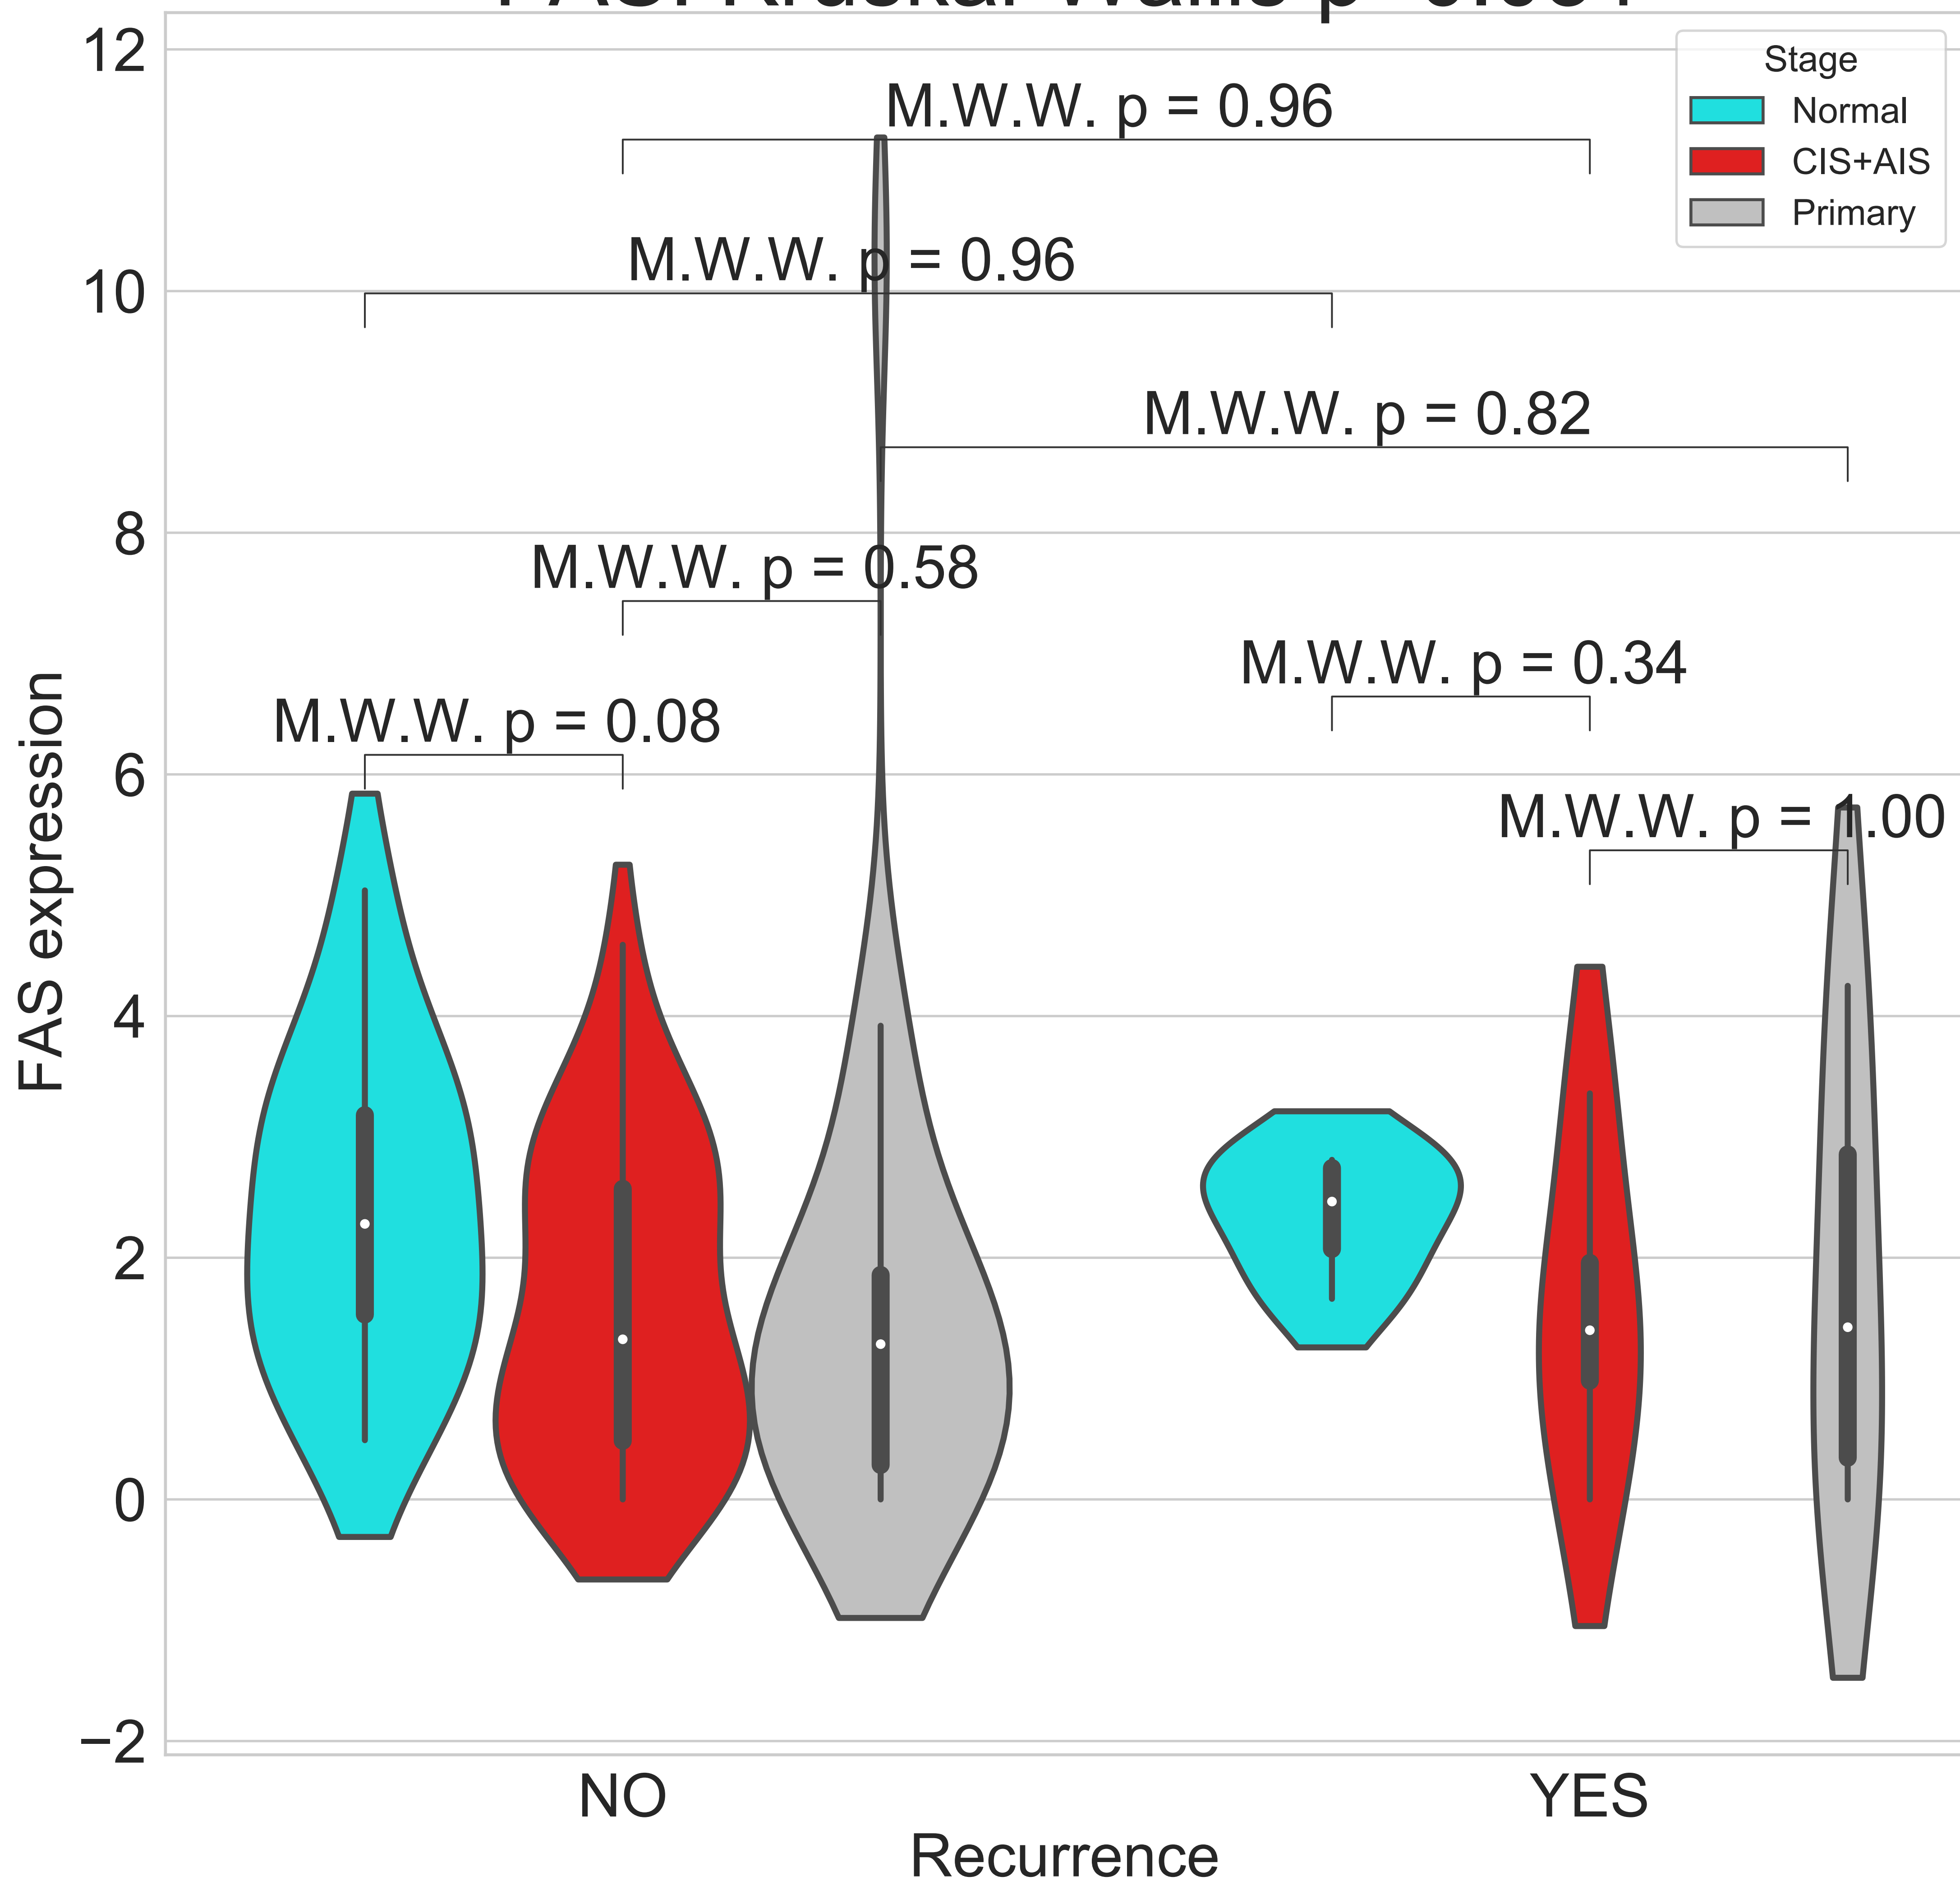 12
10
8
6
4
2
0
−2
FAS expression
M.W.W. p = 0.96
M.W.W. p = 0.96
M.W.W. p = 0.82
M.W.W. p = 0.58
M.W.W. p = 0.34
M.W.W. p = 0.08
M.W.W. p = 1.00
Stage
Normal
CIS+AIS
Primary
NO
YES
Recurrence